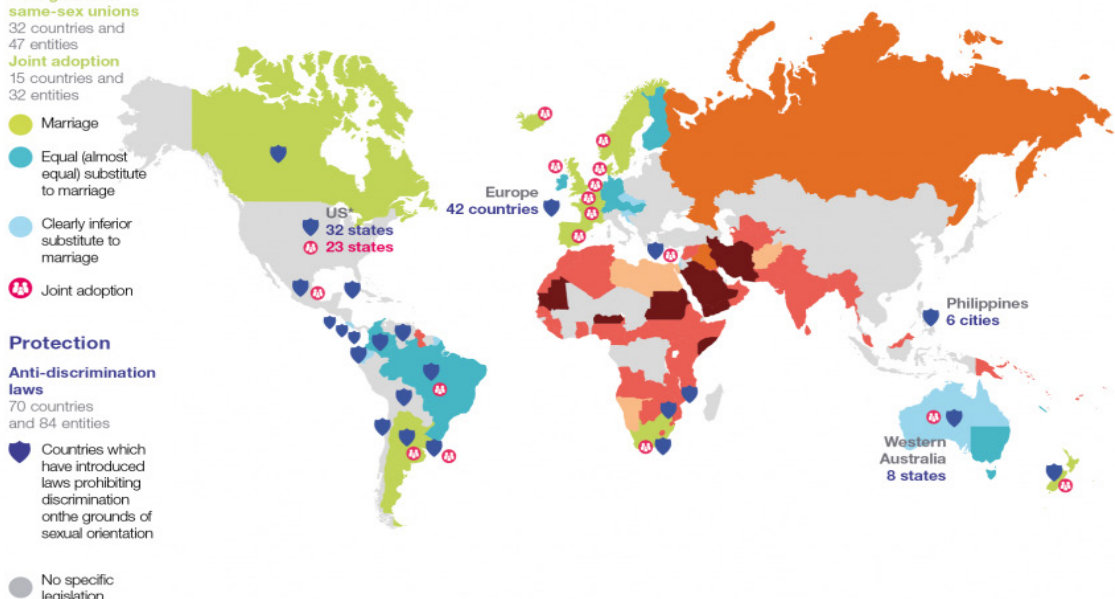 same-sex unions
32 countries and
47 entities
Joint adoption
15 countries and
32 entities
Marriage
Equal (almost
equal) substitute
to marriage
Clearly inferior
substitute to
marriage
Joint adoption
Protection
Anti-discrimination
laws
70 countries
and 84 entities
Countries which
have introduced
laws prohibiting
discrimination
onthe grounds of
sexual orientation
No specific
legislation
US*
32 states
23 states
Europe
42 countries
Philippines
6 cities
Western
Australia
8 states